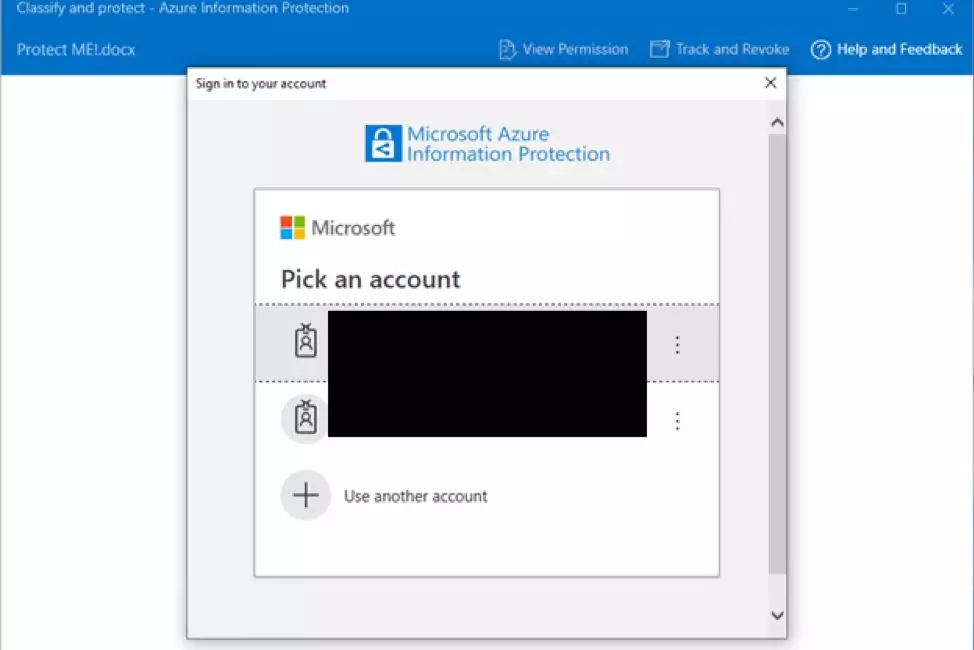 Classify and protect - Azure Information Protection
Protect ME!.docx
View Permission
Track and Revoke
Help and Feedback
Sign in to your account
Microsoft Azure
Information Protection
Microsoft
Pick an account
Use another account